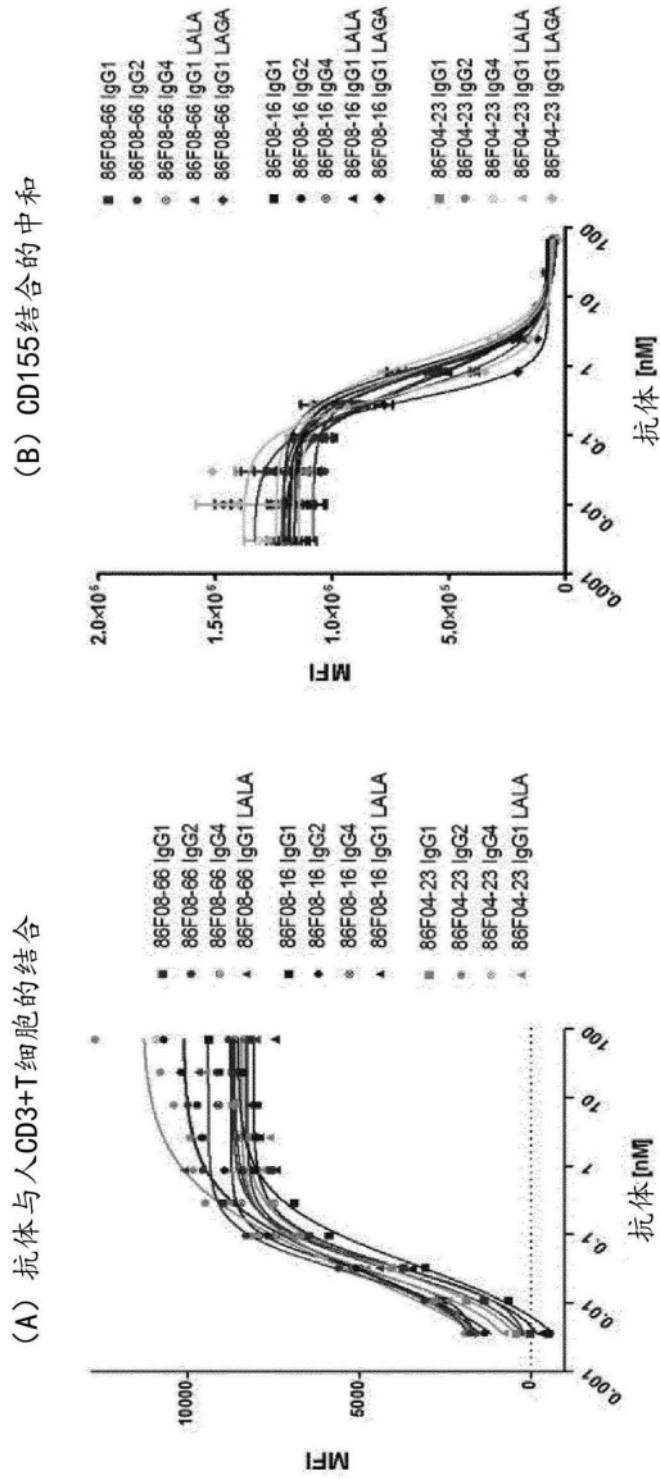 (A) 抗体与人CD3+T细胞的结合
MFI
10000
5000
0
0.001
0.01
0.1
1
10
100
抗体 [nM]
86F08-66 IgG1
86F08-66 IgG2
86F08-66 IgG4
86F08-66 IgG1 LALA
86F08-16 IgG1
86F08-16 IgG2
86F08-16 IgG4
86F08-16 IgG1 LALA
86F04-23 IgG1
86F04-23 IgG2
86F04-23 IgG4
86F04-23 IgG1 LALA
(B) CD155结合的中和
MFI
2.0×10⁶
1.5×10⁶
1.0×10⁶
5.0×10⁵
0
0.001
0.01
0.1
1
10
100
抗体 [nM]
86F08-66 IgG1
86F08-66 IgG2
86F08-66 IgG4
86F08-66 IgG1 LALA
86F08-66 IgG1 LAGA
86F08-16 IgG1
86F08-16 IgG2
86F08-16 IgG4
86F08-16 IgG1 LALA
86F08-16 IgG1 LAGA
86F04-23 IgG1
86F04-23 IgG2
86F04-23 IgG4
86F04-23 IgG1 LALA
86F04-23 IgG1 LAGA